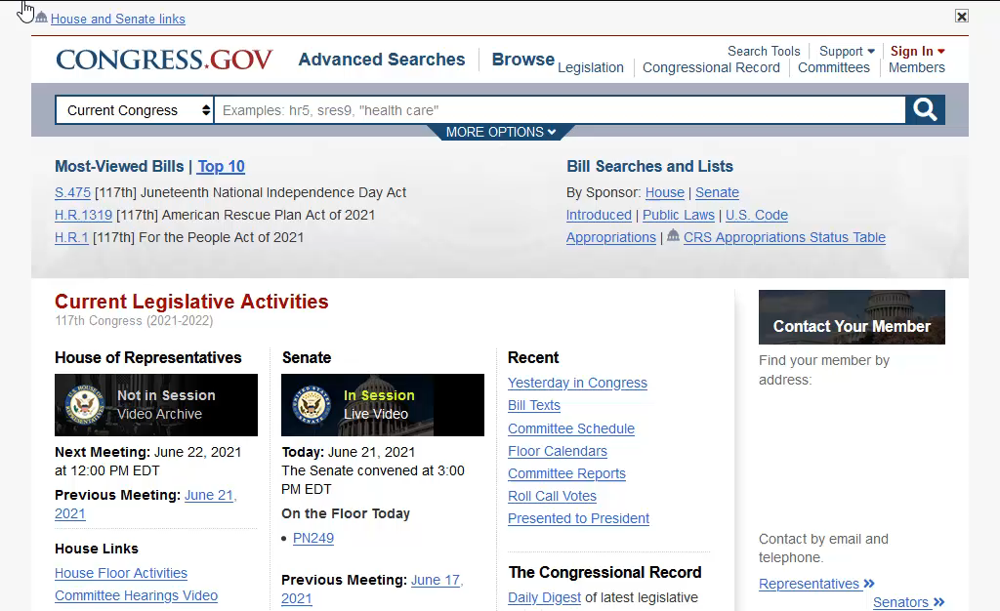 House and Senate links
CONGRESS.GOV
Advanced Searches
Browse
Legislation
Congressional Record
Committees
Members
Search Tools
Support
Sign In
Current Congress
Examples: hr5, sres9, "health care"
MORE OPTIONS
Most-Viewed Bills | Top 10
S.475 [117th] Juneteenth National Independence Day Act
H.R.1319 [117th] American Rescue Plan Act of 2021
H.R.1 [117th] For the People Act of 2021
Bill Searches and Lists
By Sponsor: House | Senate
Introduced | Public Laws | U.S. Code
Appropriations | CRS Appropriations Status Table
Current Legislative Activities
117th Congress (2021-2022)
House of Representatives
Not in Session
Video Archive
Next Meeting: June 22, 2021
at 12:00 PM EDT
Previous Meeting: June 21,
2021
House Links
House Floor Activities
Committee Hearings Video
Senate
In Session
Live Video
Today: June 21, 2021
The Senate convened at 3:00
PM EDT
On the Floor Today
• PN249
Previous Meeting: June 17,
2021
Recent
Yesterday in Congress
Bill Texts
Committee Schedule
Floor Calendars
Committee Reports
Roll Call Votes
Presented to President
The Congressional Record
Daily Digest of latest legislative
Contact Your Member
Find your member by
address:
Contact by email and
telephone.
Representatives »
Senators »